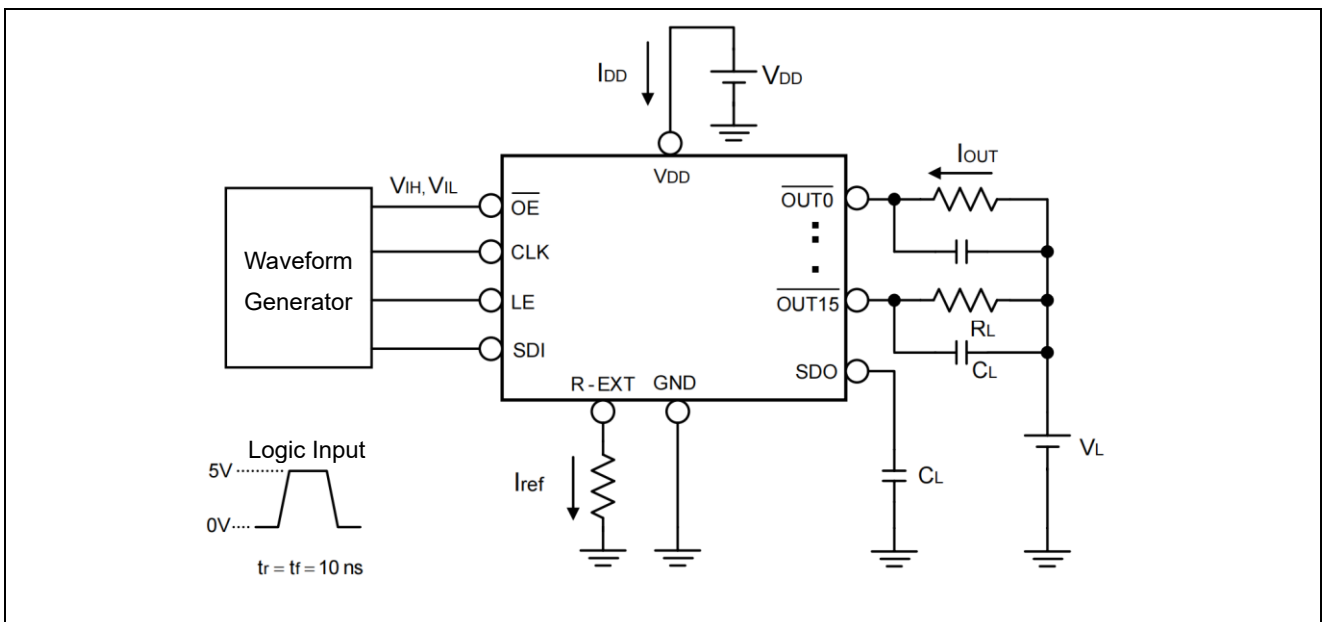 IDD
VDD
VDD
VIH, VIL
OE
CLK
LE
SDI
Waveform
Generator
OUT0
OUT15
SDO
R-EXT GND
IOUT
RL
CL
VL
CL
Iref
Logic Input
5V
0V
tr = tf = 10 ns